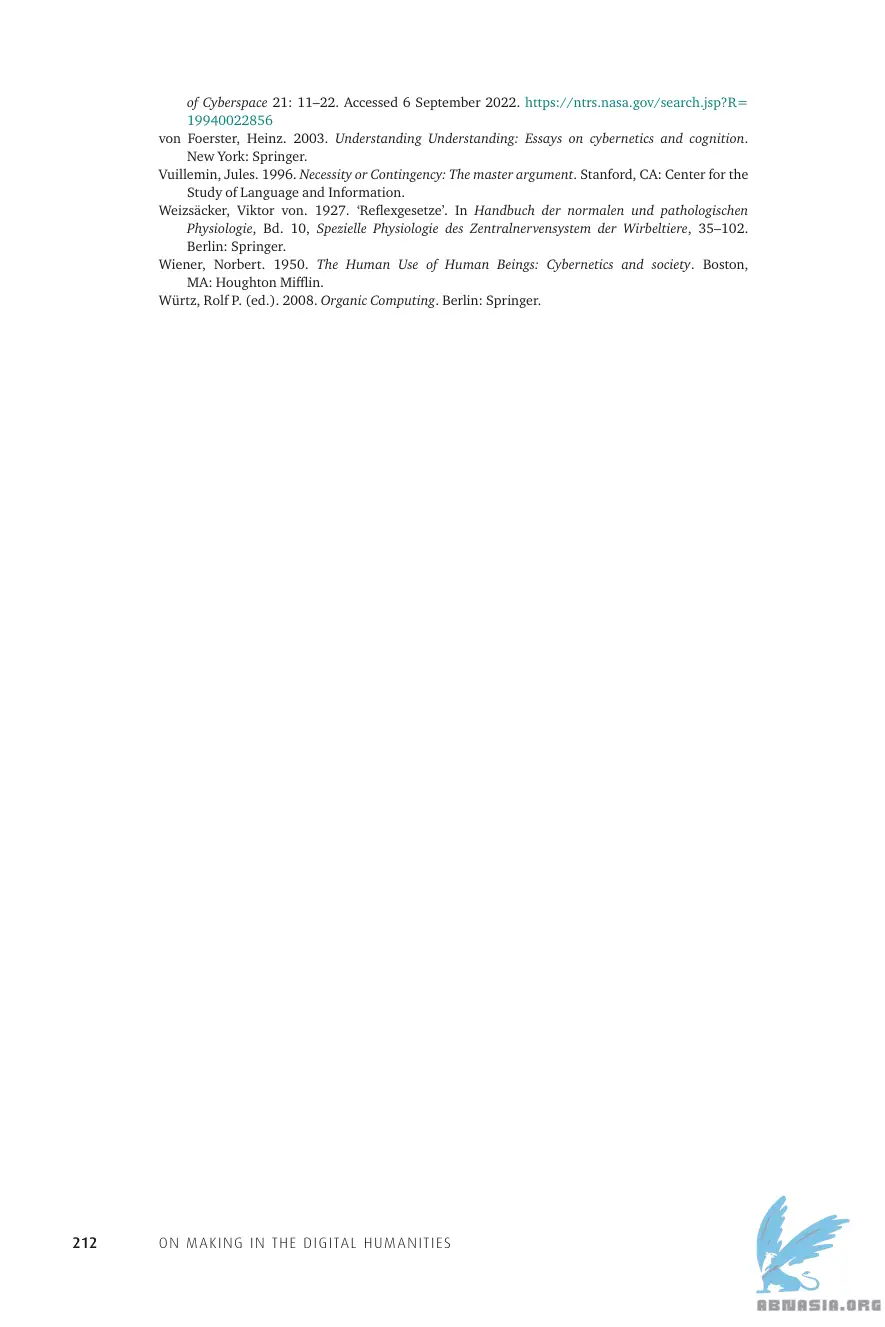 of Cyberspace 21: 11–22. Accessed 6 September 2022. https://ntrs.nasa.gov/search.jsp?R=
19940022856
von Foerster, Heinz. 2003. Understanding Understanding: Essays on cybernetics and cognition.
New York: Springer.
Vuillemin, Jules. 1996. Necessity or Contingency: The master argument. Stanford, CA: Center for the
Study of Language and Information.
Weizsäcker, Viktor von. 1927. ‘Reflexgesetze’. In Handbuch der normalen und pathologischen
Physiologie, Bd. 10, Spezielle Physiologie des Zentralnervensystem der Wirbeltiere, 35–102.
Berlin: Springer.
Wiener, Norbert. 1950. The Human Use of Human Beings: Cybernetics and society. Boston,
MA: Houghton Mifflin.
Würtz, Rolf P. (ed.). 2008. Organic Computing. Berlin: Springer.
212 ON MAKING IN THE DIGITAL HUMANITIES
ABNASIA.ORG